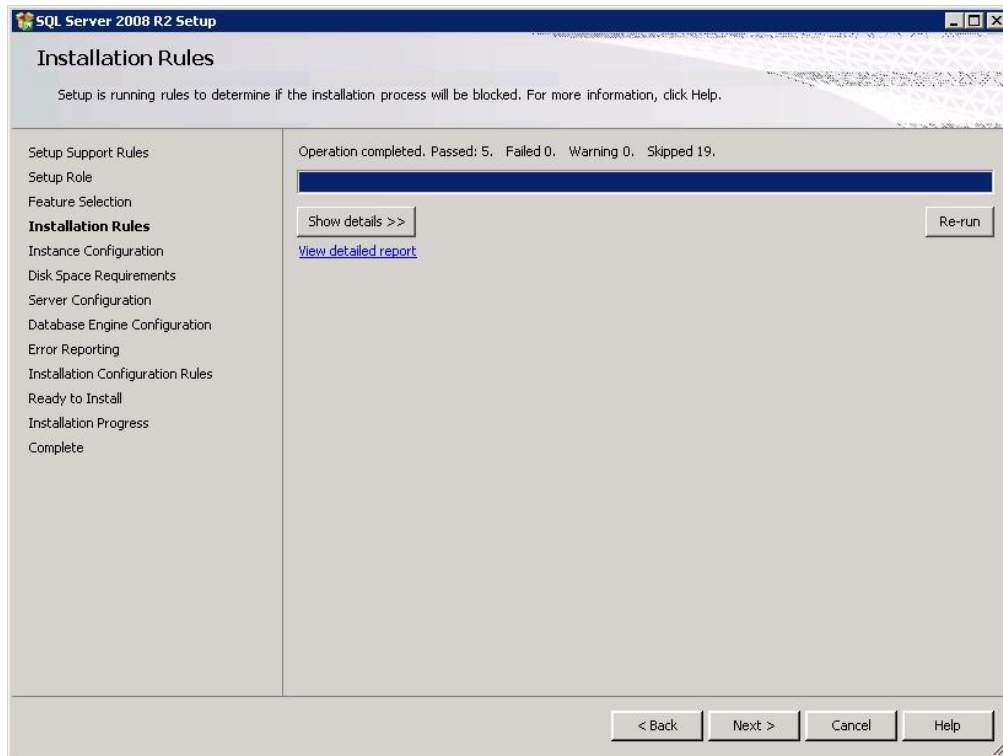 SQL Server 2008 R2 Setup
Installation Rules
Setup is running rules to determine if the installation process will be blocked. For more information, click Help.
Setup Support Rules
Setup Role
Feature Selection
Installation Rules
Instance Configuration
Disk Space Requirements
Server Configuration
Database Engine Configuration
Error Reporting
Installation Configuration Rules
Ready to Install
Installation Progress
Complete
Operation completed. Passed: 5. Failed 0. Warning 0. Skipped 19.
Show details >>
Re-run
View detailed report
< Back
Next >
Cancel
Help